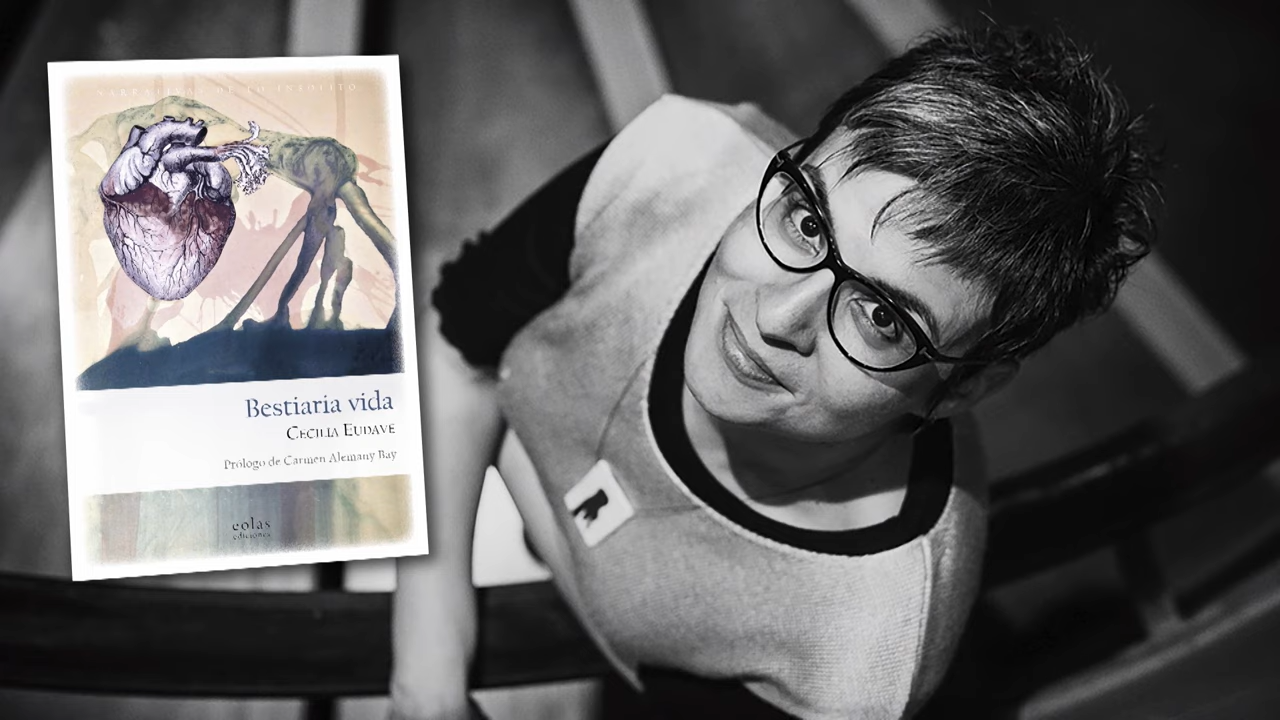 NARRATIVAS DE LO INSÓLITO
Bestiaria vida
CECILIA EUDAVE
Prólogo de Carmen Alemany Bay
eolas
ediciones